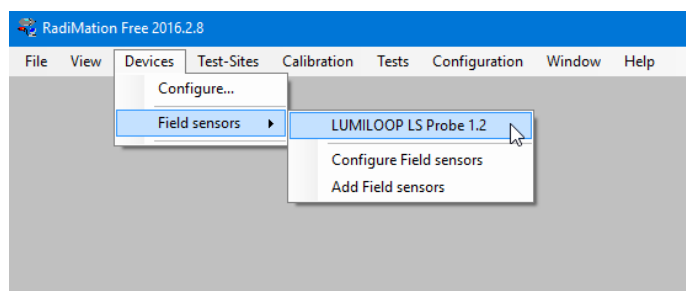 RadiMation Free 2016.2.8
File View Devices Test-Sites Calibration Tests Configuration Window Help
Configure...
Field sensors
LUMILOOP LS Probe 1.2
Configure Field sensors
Add Field sensors